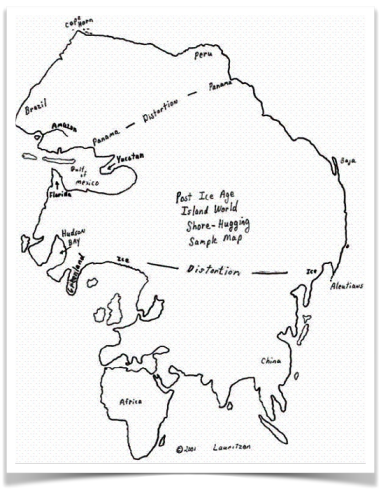 Cape
Horn
Peru
Brazil
Panama
Distortion
Panama
Amazon
Yucatan
Gulf
of
mexico
Florida
Baja
Post Ice Age
Island World
Shore-Hugging
Sample Map
Hudson
BAY
Greenland
Ice
Distortion
Ice
Aleutians
China
Africa
©2001 Lauritzen